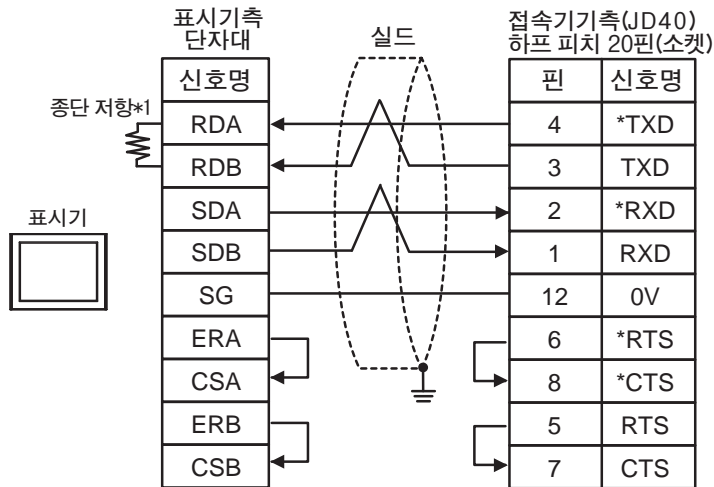 표시기측
단자대
실드
접속기기측(JD40)
하프 피치 20핀(소켓)
신호명
핀 신호명
종단 저항*1
RDA 4 *TXD
RDB 3 TXD
표시기
SDA 2 *RXD
SDB 1 RXD
SG 12 0V
ERA 6 *RTS
CSA 8 *CTS
ERB 5 RTS
CSB 7 CTS